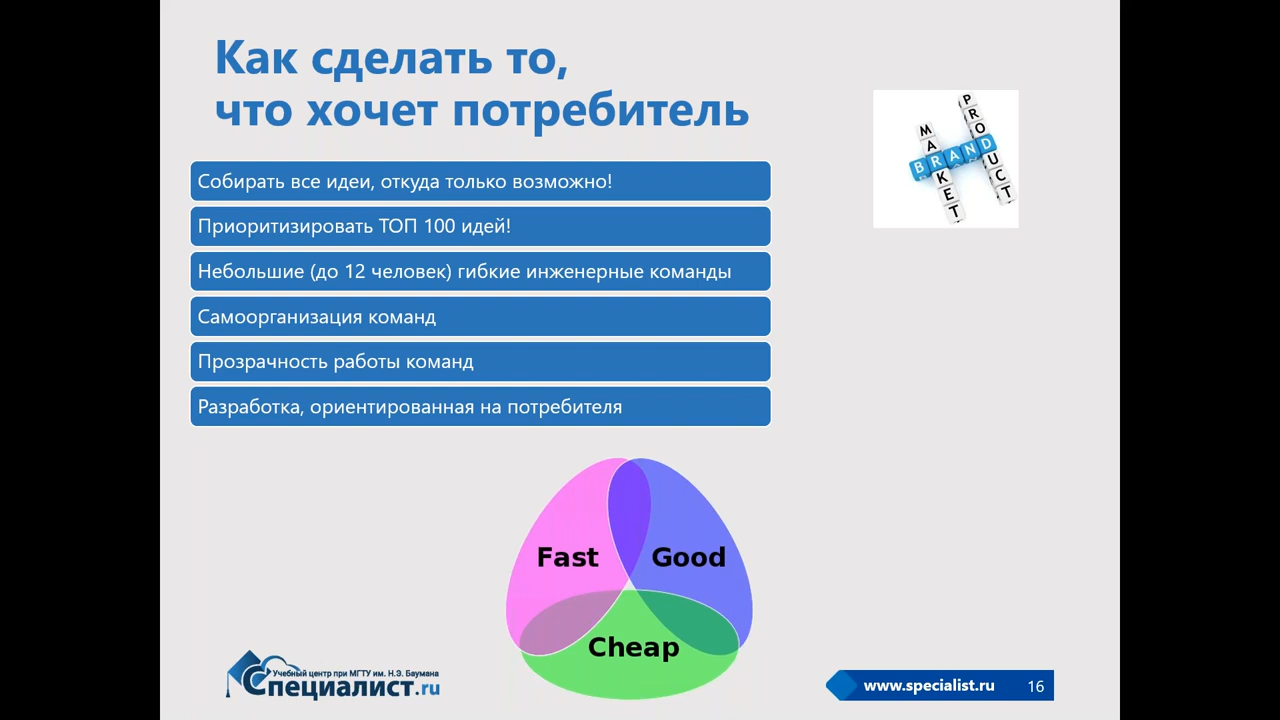 Как сделать то,
что хочет потребитель
PRODUCT
MARKET
BRAND
Собирать все идеи, откуда только возможно!
Приоритизировать ТОП 100 идей!
Небольшие (до 12 человек) гибкие инженерные команды
Самоорганизация команд
Прозрачность работы команд
Разработка, ориентированная на потребителя
Fast
Good
Cheap
Учебный центр при МГТУ им. Н.Э. Баумана
Специалист.ru
www.specialist.ru
16